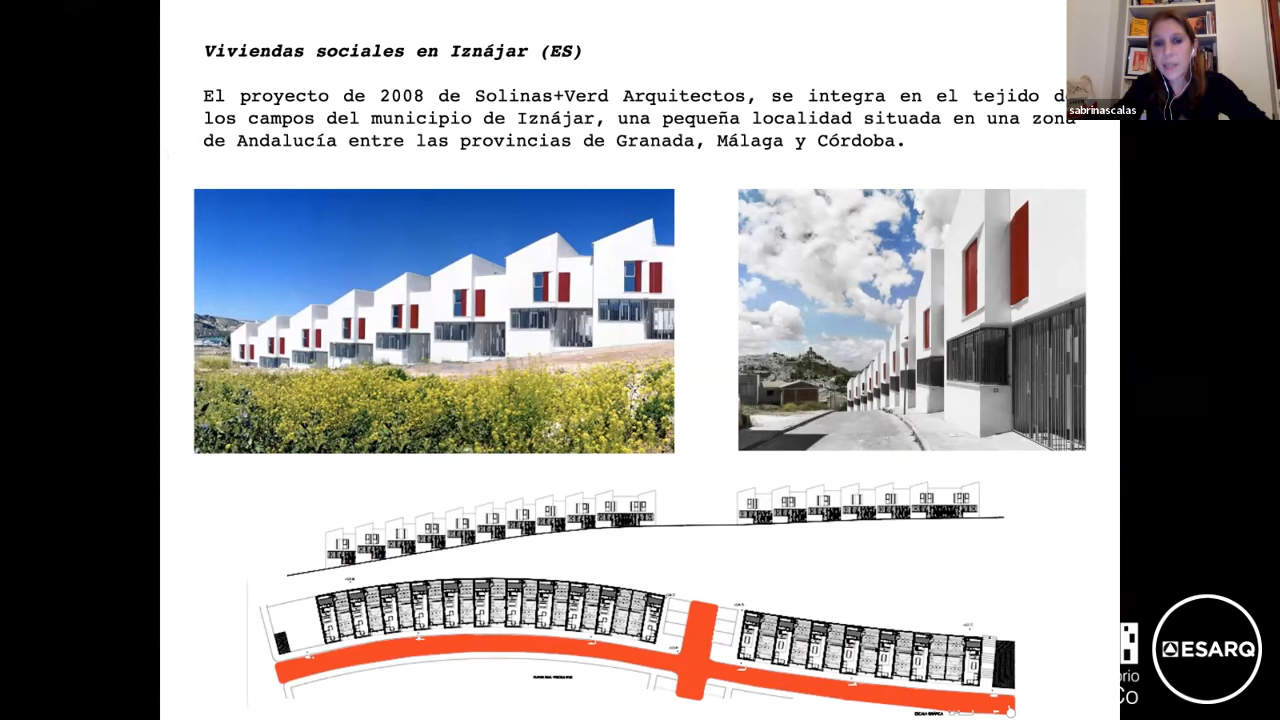 Viviendas sociales en Iznájar (ES)
El proyecto de 2008 de Solinas+Verd Arquitectos, se integra en el tejido
los campos del municipio de Iznájar, una pequeña localidad situada en una zona
de Andalucía entre las provincias de Granada, Málaga y Córdoba.
sabrinascalas
ESCALA GRÁFICA
ESARQ